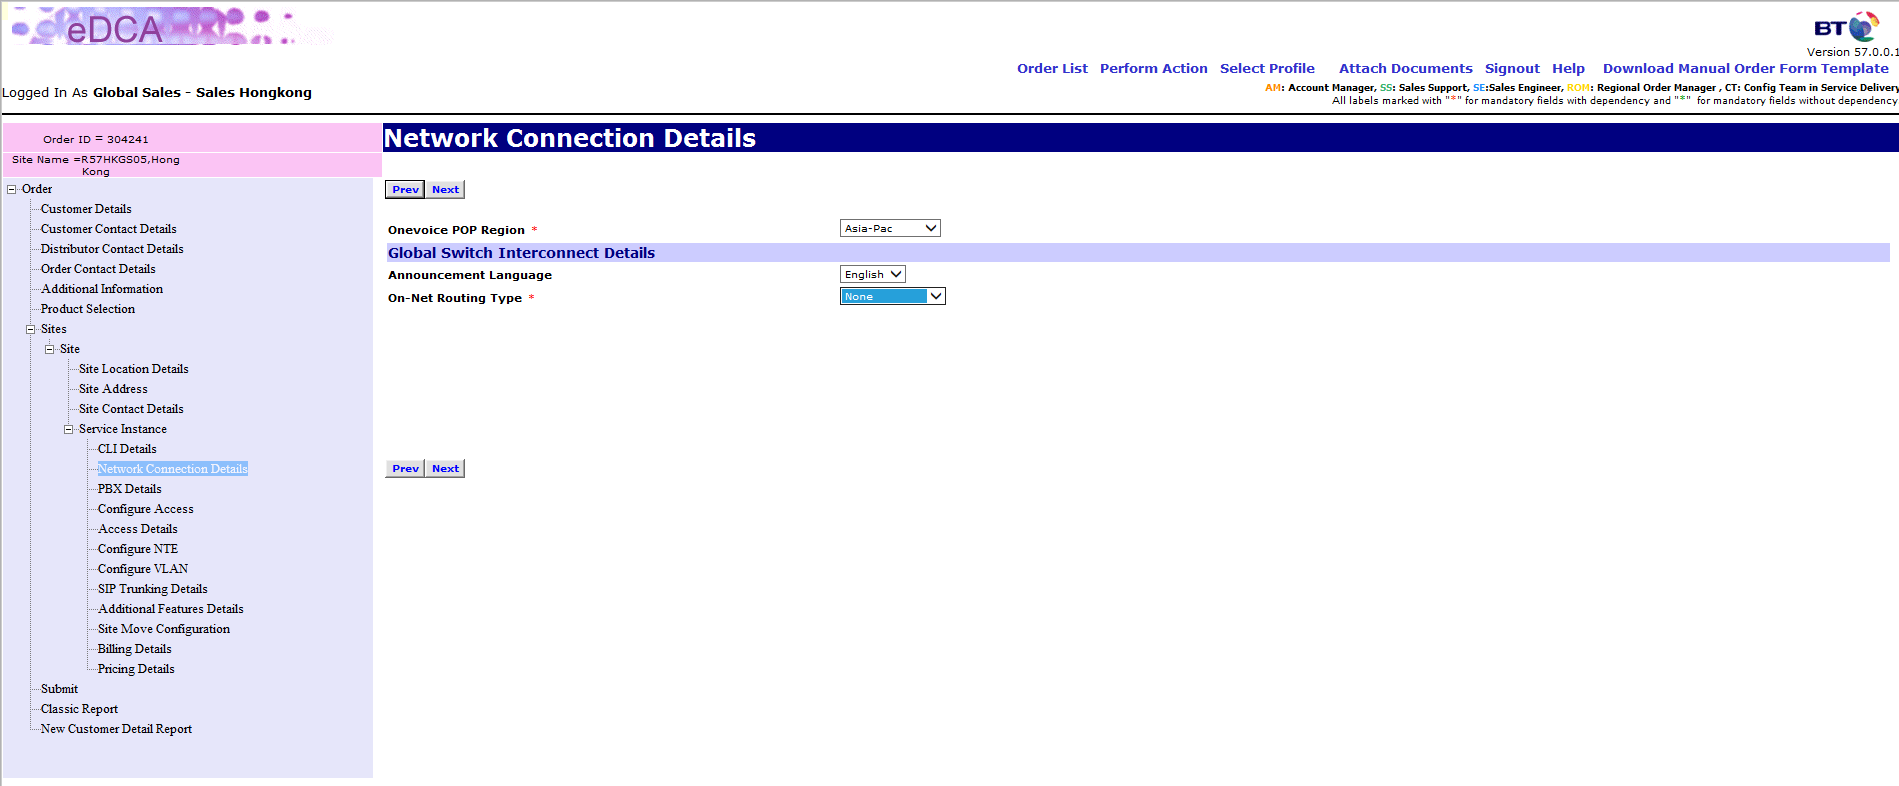 eDCA
BT
Version 57.0.0.1
Order List Perform Action Select Profile Attach Documents Signout Help Download Manual Order Form Template
Logged In As Global Sales - Sales Hongkong
AM: Account Manager, SS: Sales Support, SE:Sales Engineer, ROM: Regional Order Manager , CT: Config Team in Service Delivery
All labels marked with "*" for mandatory fields with dependency and "*" for mandatory fields without dependency
Order ID = 304241
Site Name =R57HKGS05,Hong
Kong
Order
Customer Details
Customer Contact Details
Distributor Contact Details
Order Contact Details
Additional Information
Product Selection
Sites
Site
Site Location Details
Site Address
Site Contact Details
Service Instance
CLI Details
Network Connection Details
PBX Details
Configure Access
Access Details
Configure NTE
Configure VLAN
SIP Trunking Details
Additional Features Details
Site Move Configuration
Billing Details
Pricing Details
Submit
Classic Report
New Customer Detail Report
Network Connection Details
Prev Next
Onevoice POP Region * Asia-Pac
Global Switch Interconnect Details
Announcement Language English
On-Net Routing Type * None
Prev Next